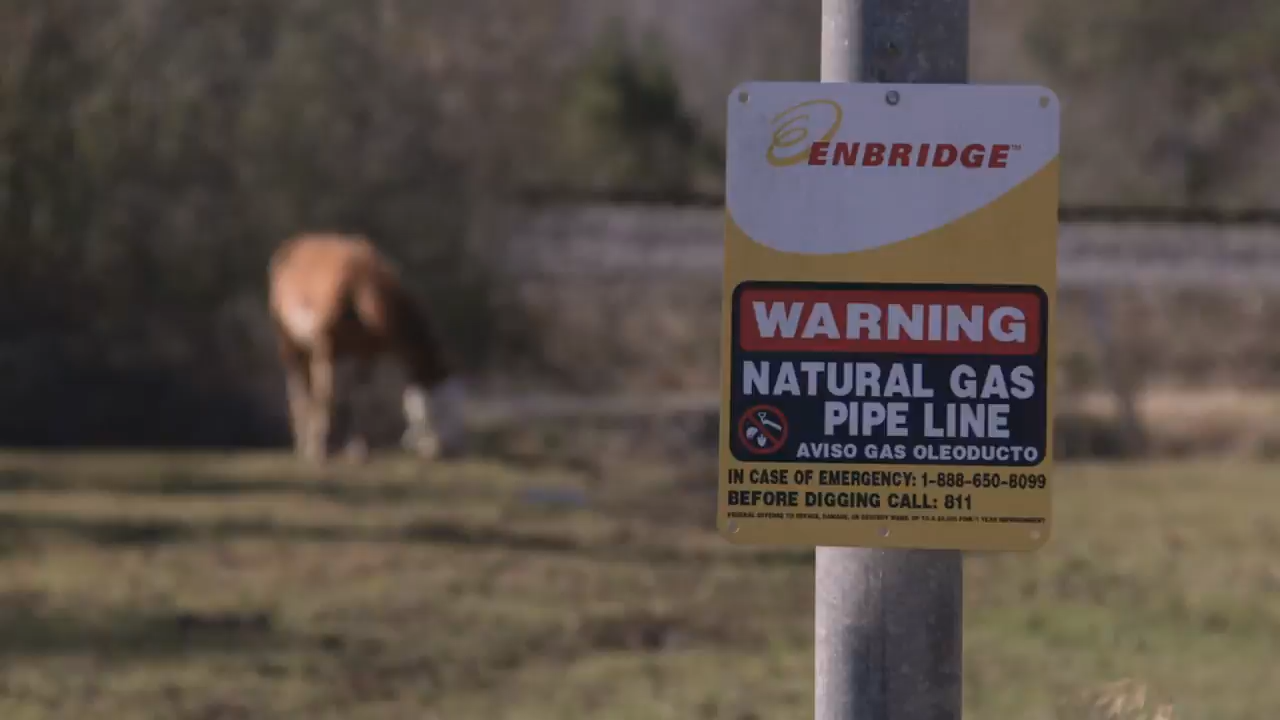 ENBRIDGE™
WARNING
NATURAL GAS
PIPE LINE
AVISO GAS OLEODUCTO
IN CASE OF EMERGENCY: 1-888-650-8099
BEFORE DIGGING CALL: 811